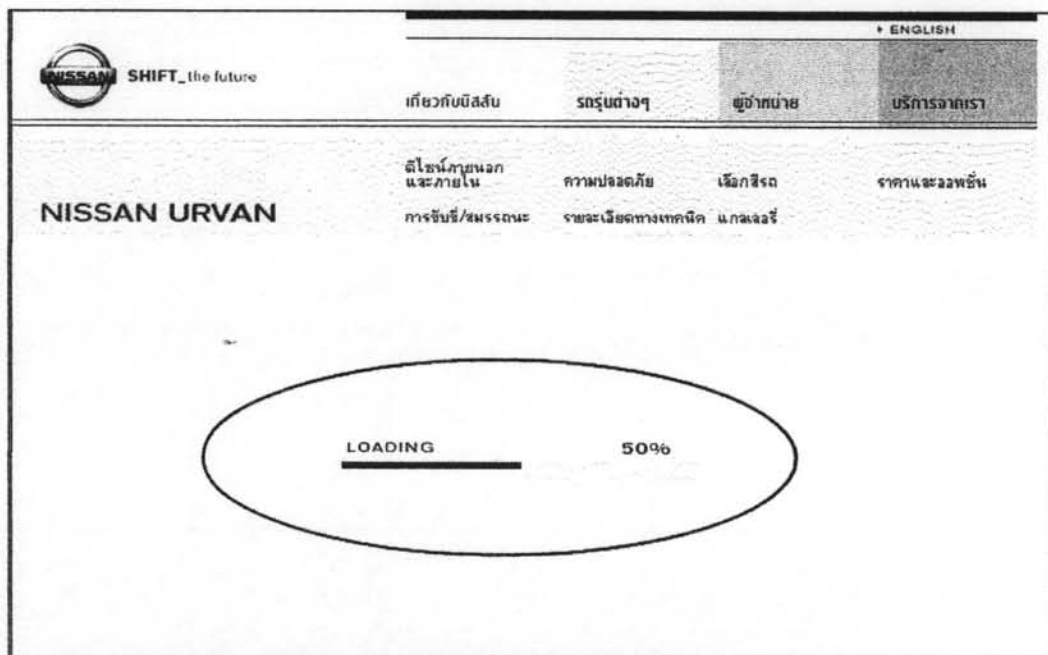 ENGLISH
NISSAN SHIFT_the future
เกี่ยวกับนิสสัน รถรุ่นต่างๆ ผู้จำหน่าย บริการจากเรา
ดีไซน์ภายนอก
และภายใน ความปลอดภัย เลือกสีรถ ราคาและออพชั่น
NISSAN URVAN
การขับขี่/สมรรถนะ รายละเอียดทางเทคนิค แกลเลอรี่
LOADING 50%